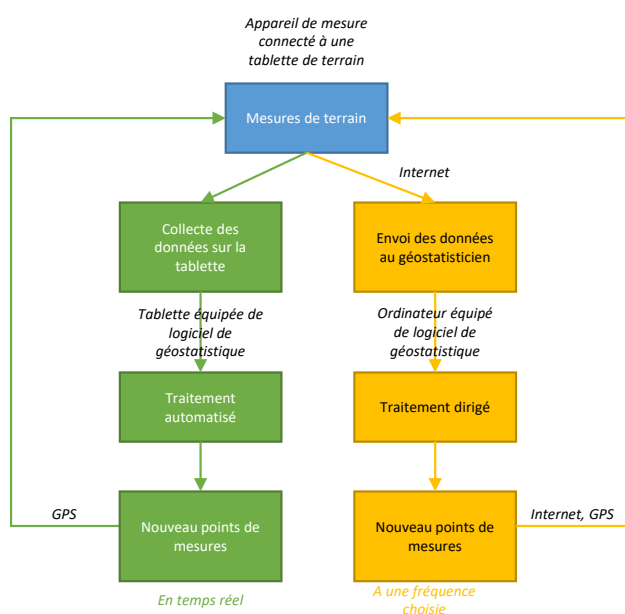 Appareil de mesure
connecté à une
tablette de terrain
Mesures de terrain
Internet
Collecte des
données sur la
tablette
Envoi des données
au géostatisticien
Tablette équipée de
logiciel de
géostatistique
Ordinateur équipé
de logiciel de
géostatistique
Traitement
automatisé
Traitement dirigé
GPS
Nouveau points de
mesures
Nouveau points de
mesures
Internet, GPS
En temps réel
A une fréquence
choisie